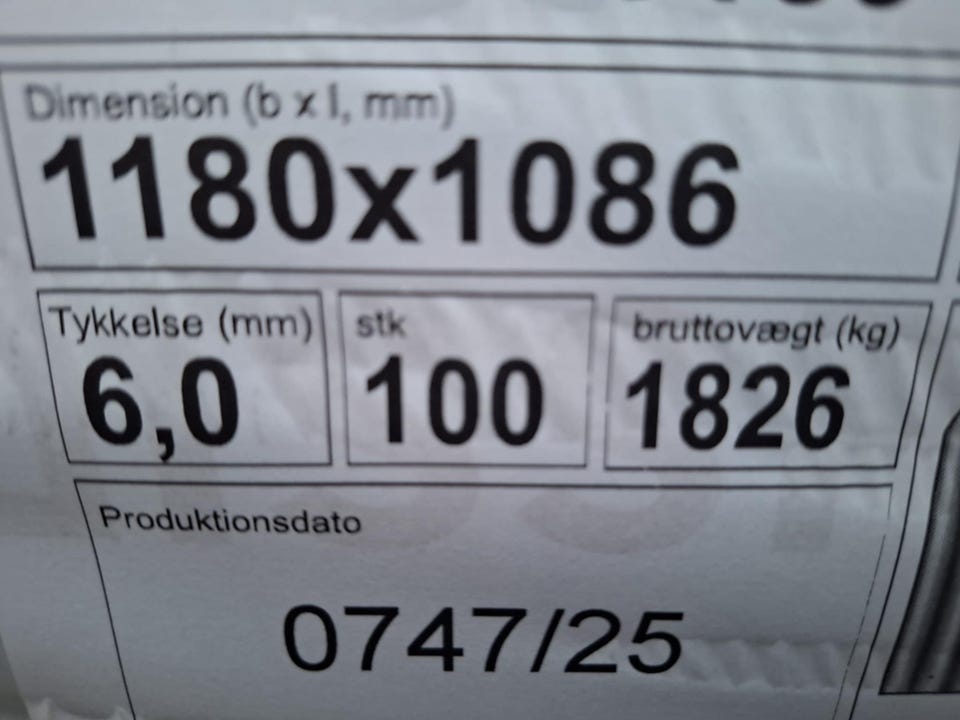 Dimension (b x l, mm)
1180x1086
Tykkelse (mm) stk bruttovægt (kg)
6,0 100 1826
Produktionsdato
0747/25